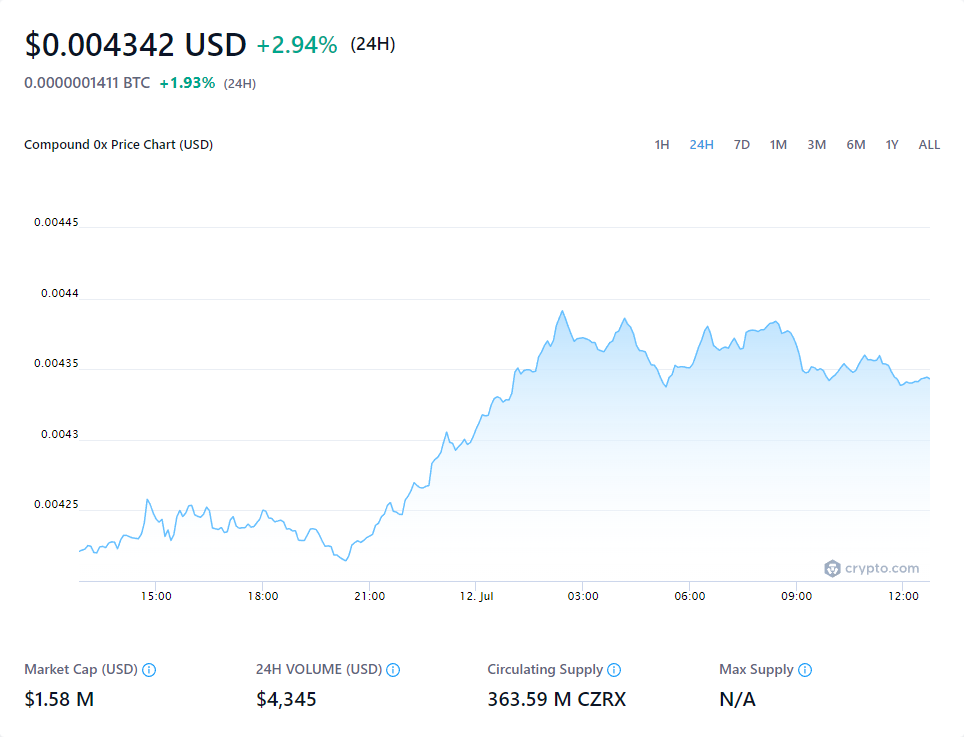 $0.004342 USD +2.94% (24H)
0.0000001411 BTC +1.93% (24H)
Compound 0x Price Chart (USD) 1H 24H 7D 1M 3M 6M 1Y ALL
0.00445
0.0044
0.00435
0.0043
0.00425
crypto.com
15:00 18:00 21:00 12. Jul 03:00 06:00 09:00 12:00
Market Cap (USD) 24H VOLUME (USD) Circulating Supply Max Supply
$1.58 M $4,345 363.59 M CZRX N/A